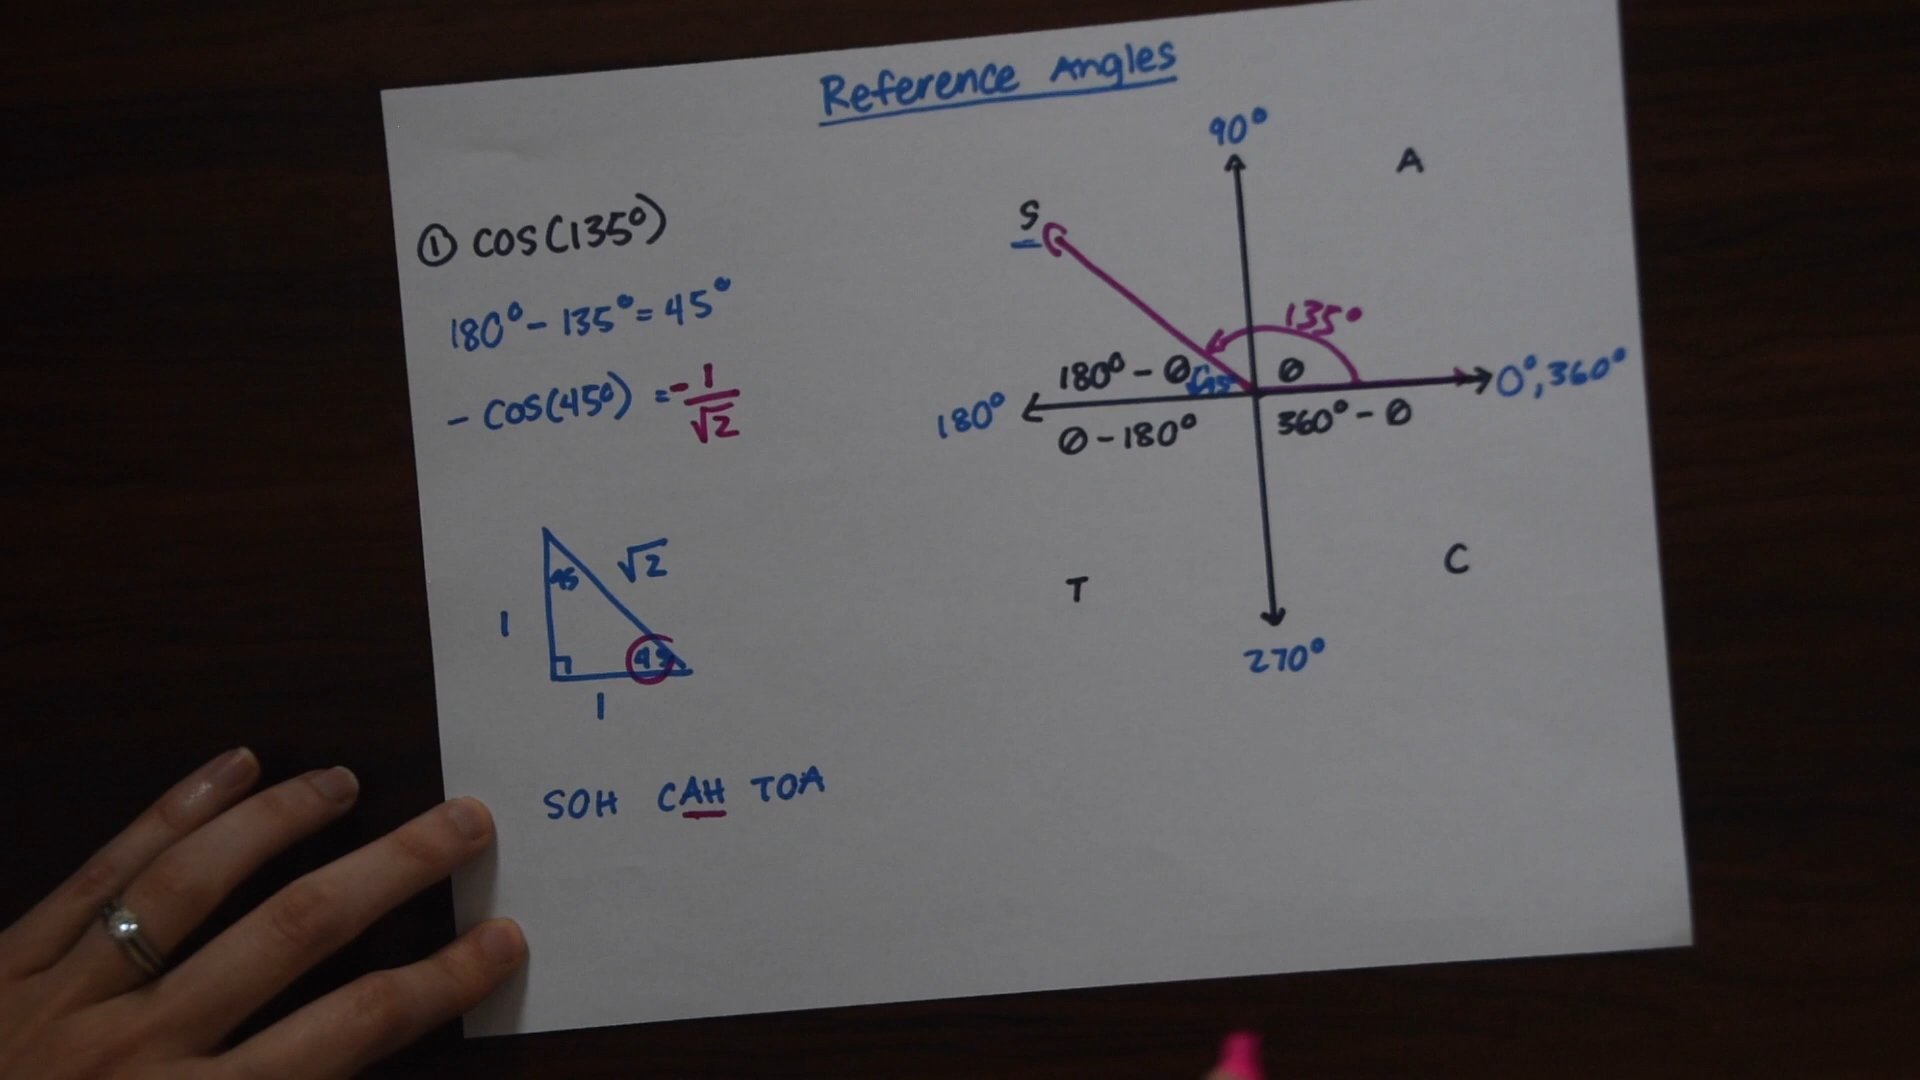 Reference Angles
① cos(135°)
180° - 135° = 45°
- cos(45°) = - 1/√2
90°
A
S
135°
180° - θ
45°
θ
0°, 360°
180°
θ - 180°
360° - θ
T
C
270°
45
√2
1
45
1
SOH CAH TOA